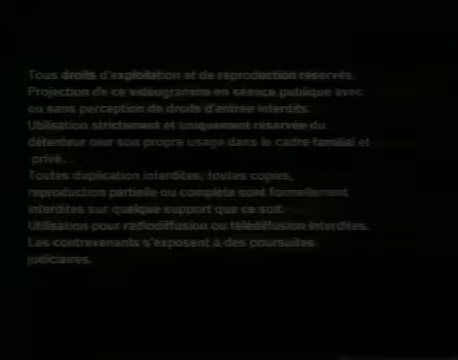 Tous droits d'exploitation et de reproduction réservés.
Projection de ce vidéogramme en séance publique avec
ou sans perception de droits d'entrée interdits.
Utilisation strictement et uniquement réservée du
détenteur pour son propre usage dans le cadre familial et
privé.
Toutes duplication interdites, toutes copies,
reproduction partielle ou complète sont formellement
interdites sur quelque support que ce soit.
Utilisation pour radiodiffusion ou télédiffusion interdites.
Les contrevenants s'exposent à des poursuites
judiciaires.